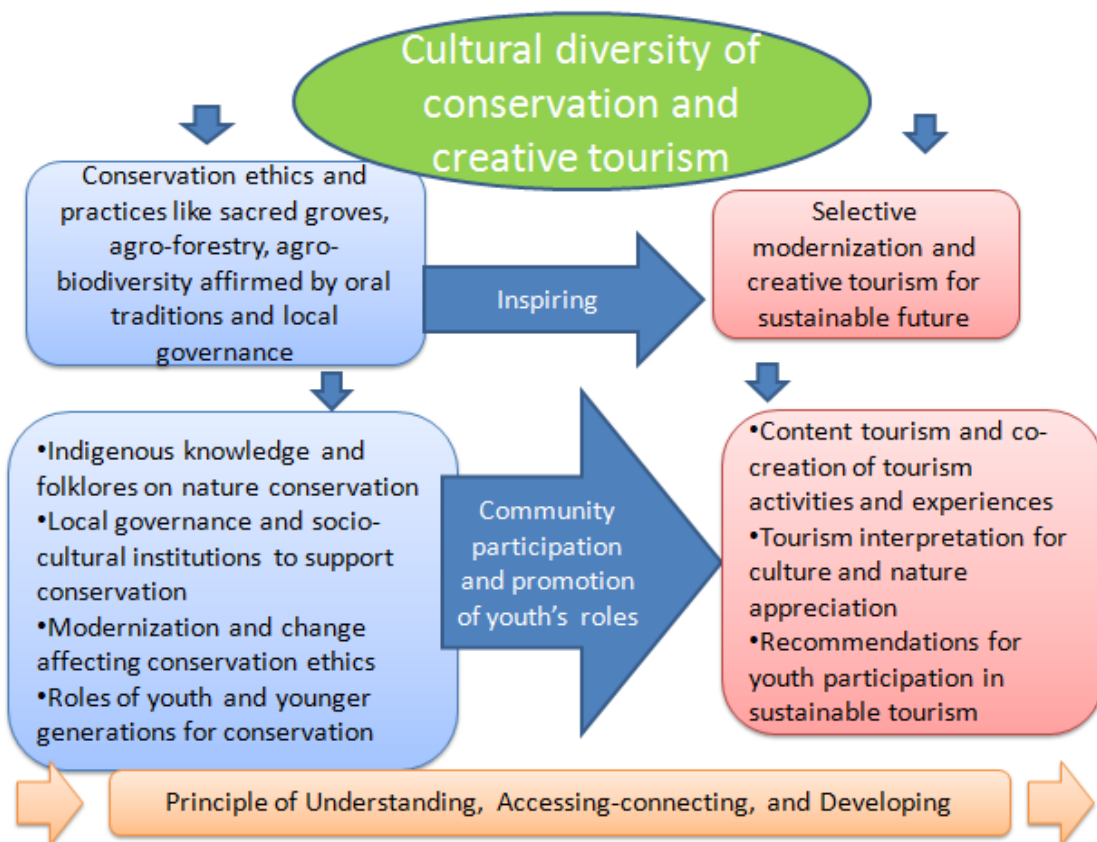 Cultural diversity of
conservation and
creative tourism
Conservation ethics and
practices like sacred groves,
agro-forestry, agro-
biodiversity affirmed by oral
traditions and local
governance
Inspiring
Selective
modernization and
creative tourism for
sustainable future
•Indigenous knowledge and
folklores on nature conservation
•Local governance and socio-
cultural institutions to support
conservation
•Modernization and change
affecting conservation ethics
•Roles of youth and younger
generations for conservation
Community
participation
and promotion
of youth's roles
•Content tourism and co-
creation of tourism
activities and experiences
•Tourism interpretation for
culture and nature
appreciation
•Recommendations for
youth participation in
sustainable tourism
Principle of Understanding, Accessing-connecting, and Developing